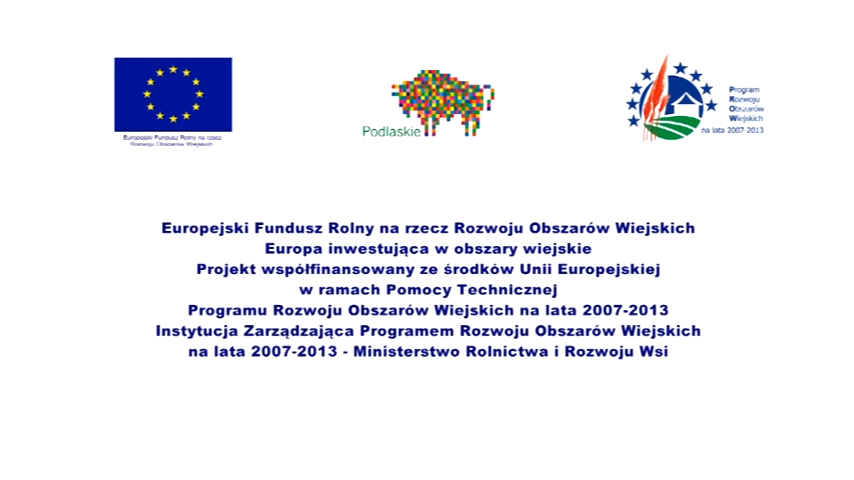 Europejski Fundusz Rolny na rzecz
Rozwoju Obszarów Wiejskich
Podlaskie
Program
Rozwoju
Obszarów
Wiejskich
na lata 2007-2013
Europejski Fundusz Rolny na rzecz Rozwoju Obszarów Wiejskich
Europa inwestująca w obszary wiejskie
Projekt współfinansowany ze środków Unii Europejskiej
w ramach Pomocy Technicznej
Programu Rozwoju Obszarów Wiejskich na lata 2007-2013
Instytucja Zarządzająca Programem Rozwoju Obszarów Wiejskich
na lata 2007-2013 - Ministerstwo Rolnictwa i Rozwoju Wsi